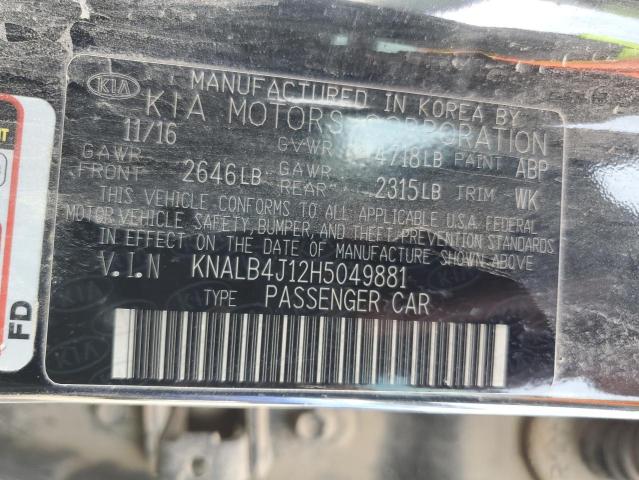 KIA
MANUFACTURED IN KOREA BY
KIA MOTORS CORPORATION
11/16 GVWR 4718LB PAINT ABP
GAWR FRONT 2646LB GAWR REAR 2315LB TRIM WK
THIS VEHICLE CONFORMS TO ALL APPLICABLE U.S.A. FEDERAL
MOTOR VEHICLE SAFETY, BUMPER, AND THEFT PREVENTION STANDARDS
IN EFFECT ON THE DATE OF MANUFACTURE SHOWN ABOVE
V.I.N KNALB4J12H5049881
TYPE PASSENGER CAR
FD